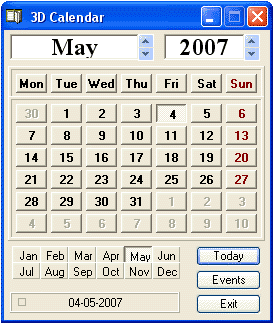 3D Calendar
May 2007
Mon Tue Wed Thu Fri Sat Sun
30 1 2 3 4 5 6
7 8 9 10 11 12 13
14 15 16 17 18 19 20
21 22 23 24 25 26 27
28 29 30 31 1 2 3
4 5 6 7 8 9 10
Jan Feb Mar Apr May Jun
Jul Aug Sep Oct Nov Dec
Today
Events
04-05-2007
Exit